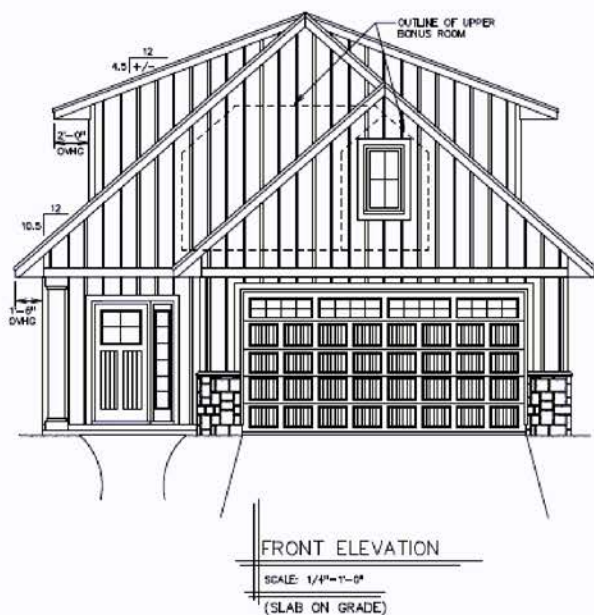 OUTLINE OF UPPER
BONUS ROOM
12
4.5 +/-
2'-0"
OVHG
12
10.5
1'-6"
OVHG
FRONT ELEVATION
SCALE: 1/4"=1'-0"
(SLAB ON GRADE)